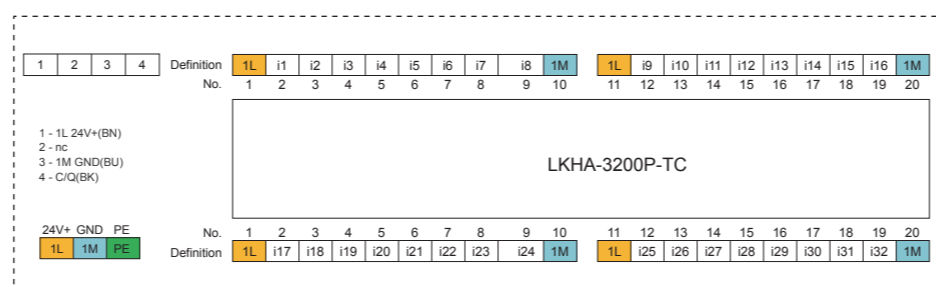 1 2 3 4 Definition 1L i1 i2 i3 i4 i5 i6 i7 i8 1M 1L i9 i10 i11 i12 i13 i14 i15 i16 1M
No. 1 2 3 4 5 6 7 8 9 10 11 12 13 14 15 16 17 18 19 20
1 - 1L 24V+(BN)
2 - nc
3 - 1M GND(BU)
4 - C/Q(BK)
LKHA-3200P-TC
24V+ GND PE No. 1 2 3 4 5 6 7 8 9 10 11 12 13 14 15 16 17 18 19 20
1L 1M PE Definition 1L i17 i18 i19 i20 i21 i22 i23 i24 1M 1L i25 i26 i27 i28 i29 i30 i31 i32 1M